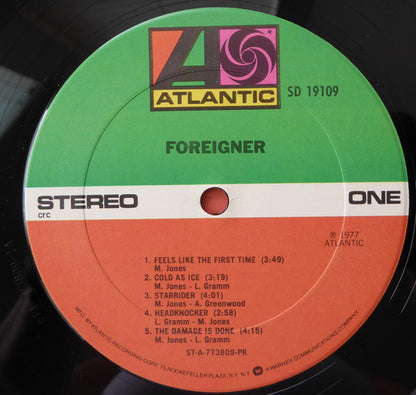 ATLANTIC
SD 19109
FOREIGNER
STEREO
crc
ONE
℗ 1977
ATLANTIC
1. FEELS LIKE THE FIRST TIME (3:49)
M. Jones
2. COLD AS ICE (3:19)
M. Jones - L. Gramm
3. STARRIDER (4:01)
M. Jones - A. Greenwood
4. HEADKNOCKER (2:58)
L. Gramm - M. Jones
5. THE DAMAGE IS DONE (4:15)
M. Jones - L. Gramm
ST-A-773809-PR
MFG. BY ATLANTIC RECORDING CORP., 75 ROCKEFELLER PLAZA, N.Y., N.Y. A WARNER COMMUNICATIONS COMPANY